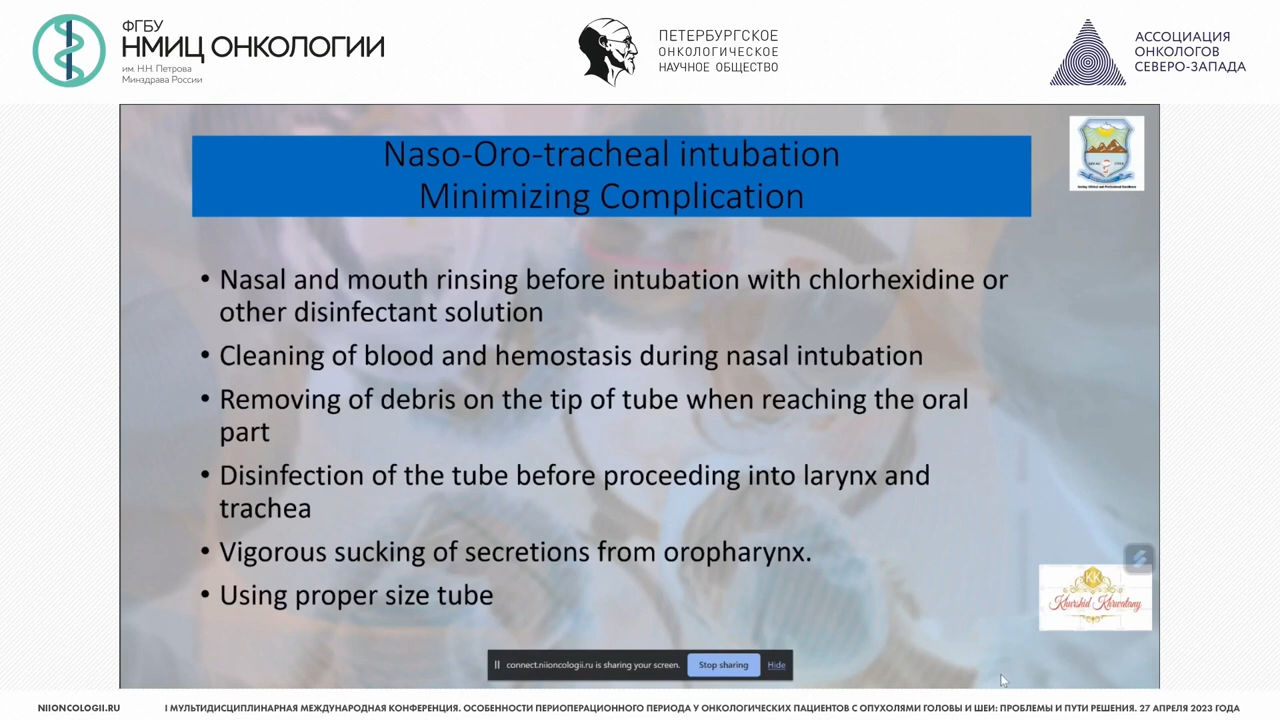 ФГБУ
НМИЦ ОНКОЛОГИИ
им. Н.Н. Петрова
Минздрава России
ПЕТЕРБУРГСКОЕ
ОНКОЛОГИЧЕСКОЕ
НАУЧНОЕ ОБЩЕСТВО
АССОЦИАЦИЯ
ОНКОЛОГОВ
СЕВЕРО-ЗАПАДА
Naso-Oro-tracheal intubation
Minimizing Complication
• Nasal and mouth rinsing before intubation with chlorhexidine or
other disinfectant solution
• Cleaning of blood and hemostasis during nasal intubation
• Removing of debris on the tip of tube when reaching the oral
part
• Disinfection of the tube before proceeding into larynx and
trachea
• Vigorous sucking of secretions from oropharynx.
• Using proper size tube
KK
Khurshid Khrwatany
connect.niioncologii.ru is sharing your screen.
Stop sharing
Hide
NIIONCOLOGII.RU
I МУЛЬТИДИСЦИПЛИНАРНАЯ МЕЖДУНАРОДНАЯ КОНФЕРЕНЦИЯ. ОСОБЕННОСТИ ПЕРИОПЕРАЦИОННОГО ПЕРИОДА У ОНКОЛОГИЧЕСКИХ ПАЦИЕНТОВ С ОПУХОЛЯМИ ГОЛОВЫ И ШЕИ: ПРОБЛЕМЫ И ПУТИ РЕШЕНИЯ. 27 АПРЕЛЯ 2023 ГОДА